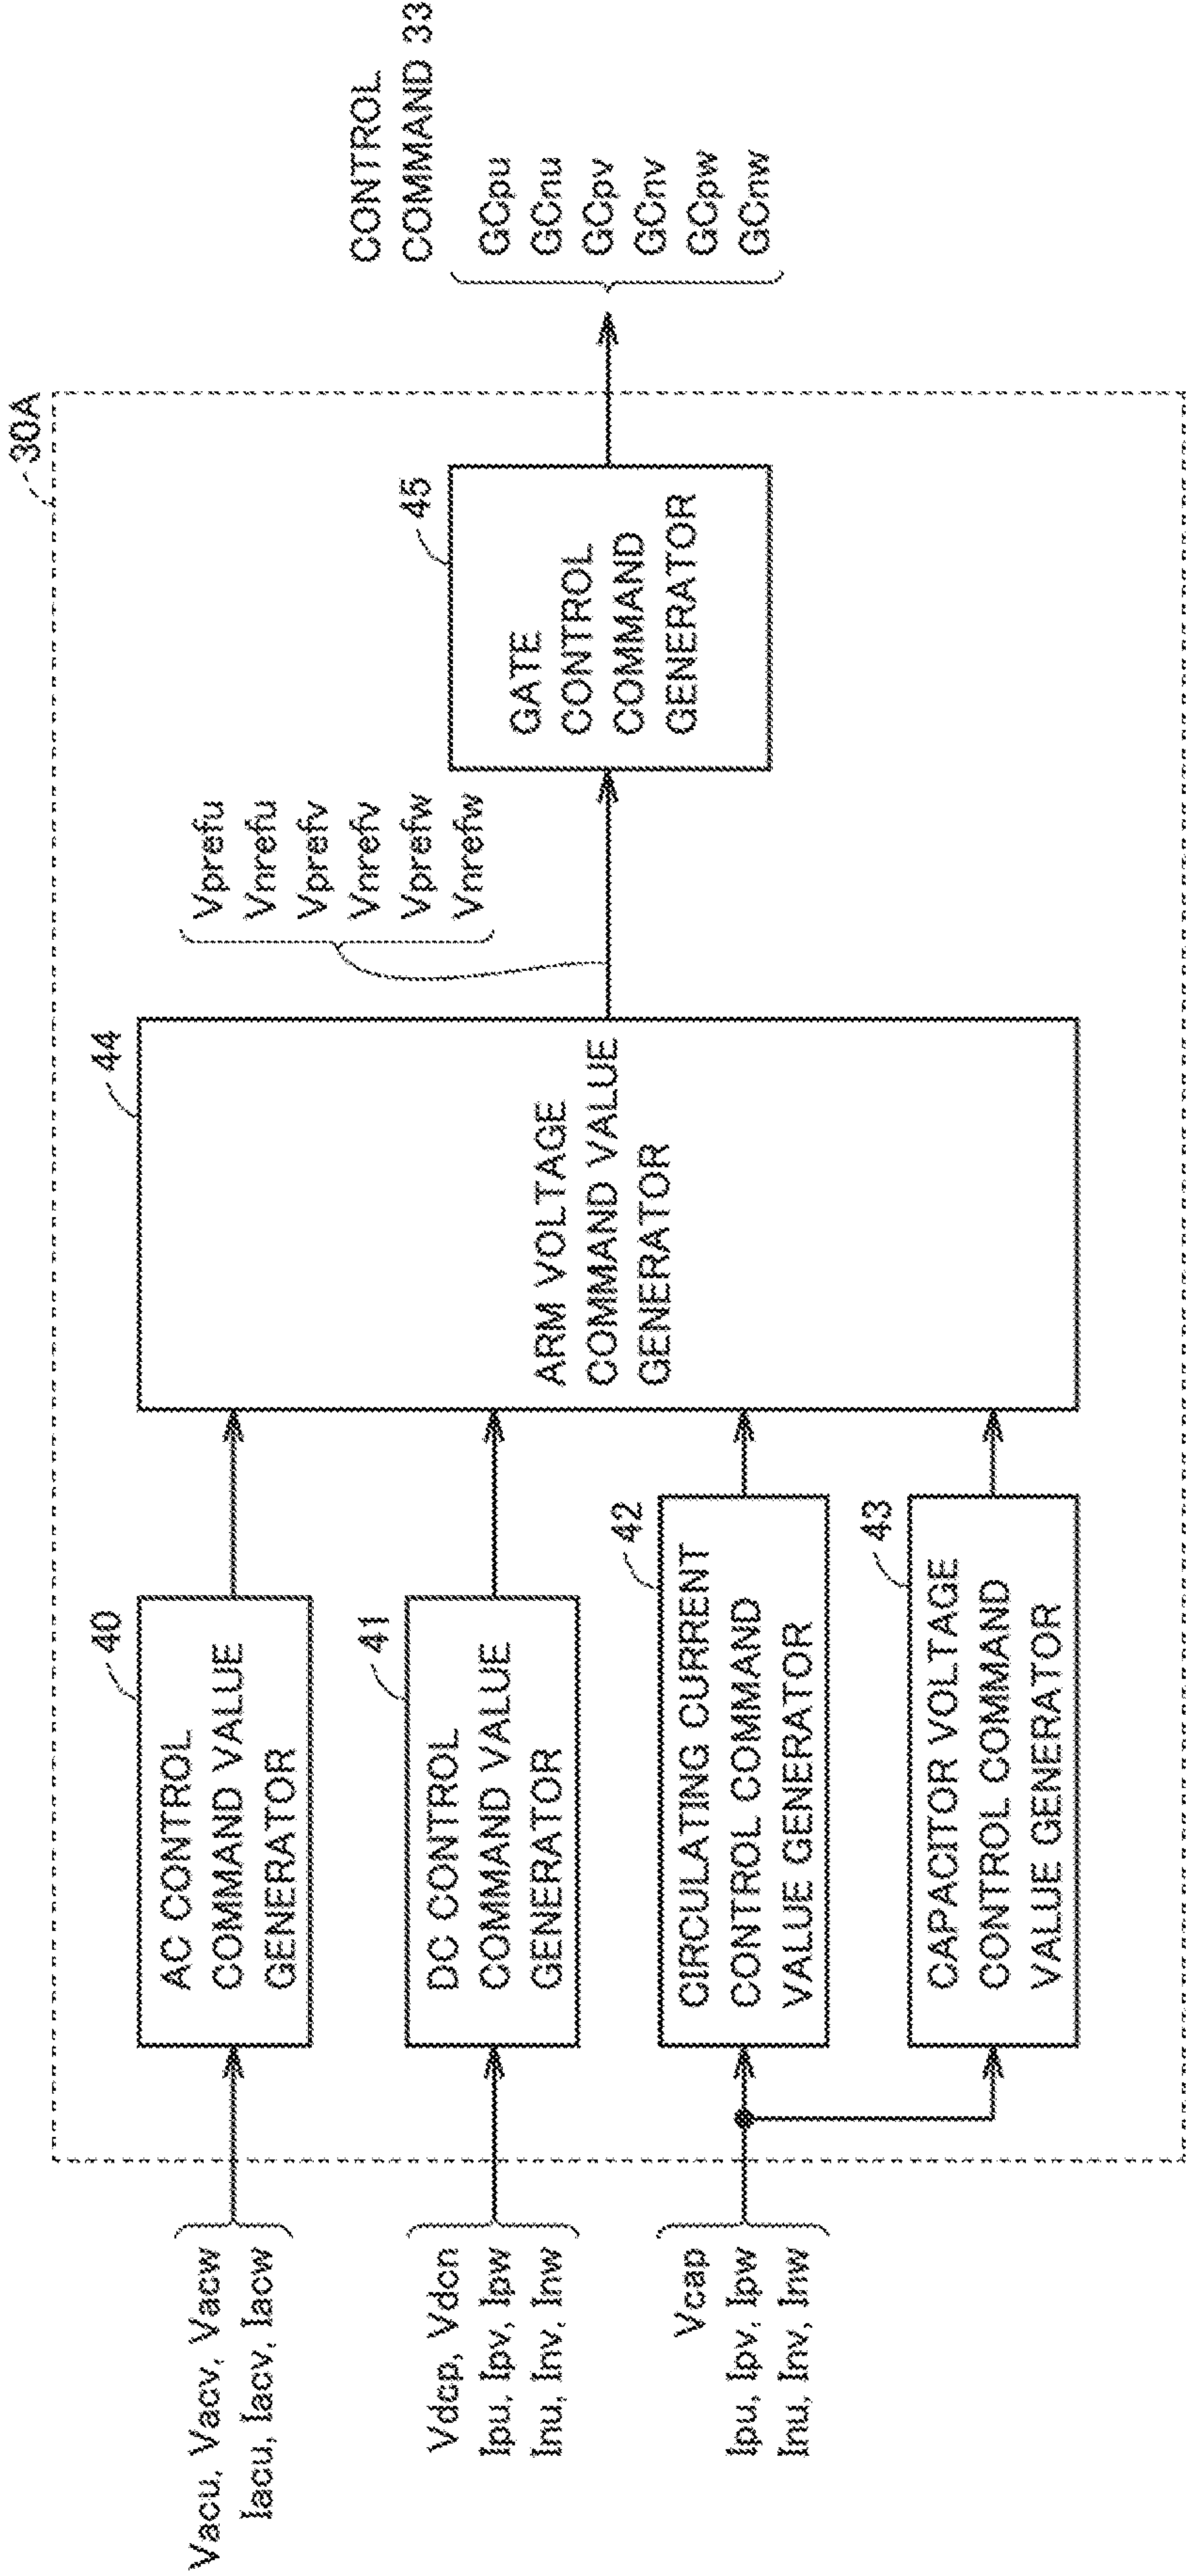 30A
Vacu, Vacv, Vacw
Iacu, Iacv, Iacw
40
AC CONTROL
COMMAND VALUE
GENERATOR
Vdcp, Vdcn
Ipu, Ipv, Ipw
Inu, Inv, Inw
41
DC CONTROL
COMMAND VALUE
GENERATOR
Vcap
Ipu, Ipv, Ipw
Inu, Inv, Inw
42
CIRCULATING CURRENT
CONTROL COMMAND
VALUE GENERATOR
43
CAPACITOR VOLTAGE
CONTROL COMMAND
VALUE GENERATOR
44
ARM VOLTAGE
COMMAND VALUE
GENERATOR
Vprefu
Vnrefu
Vprefv
Vnrefv
Vprefw
Vnrefw
45
GATE
CONTROL
COMMAND
GENERATOR
CONTROL
COMMAND 33
GCpu
GCnu
GCpv
GCnv
GCpw
GCnw